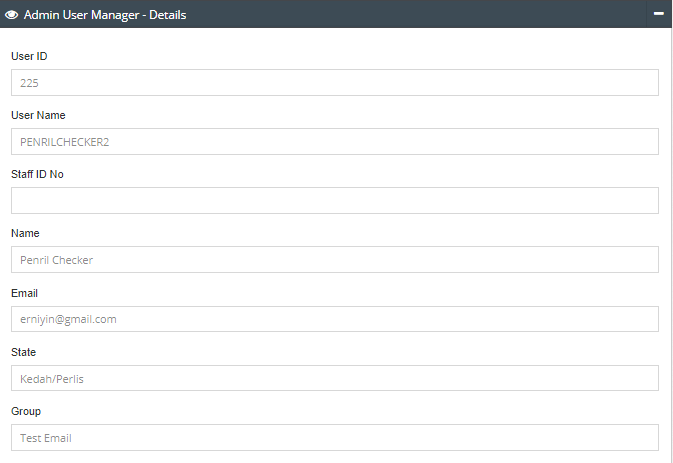 Admin User Manager - Details
User ID
225
User Name
PENRILCHECKER2
Staff ID No
Name
Penril Checker
Email
erniyin@gmail.com
State
Kedah/Perlis
Group
Test Email